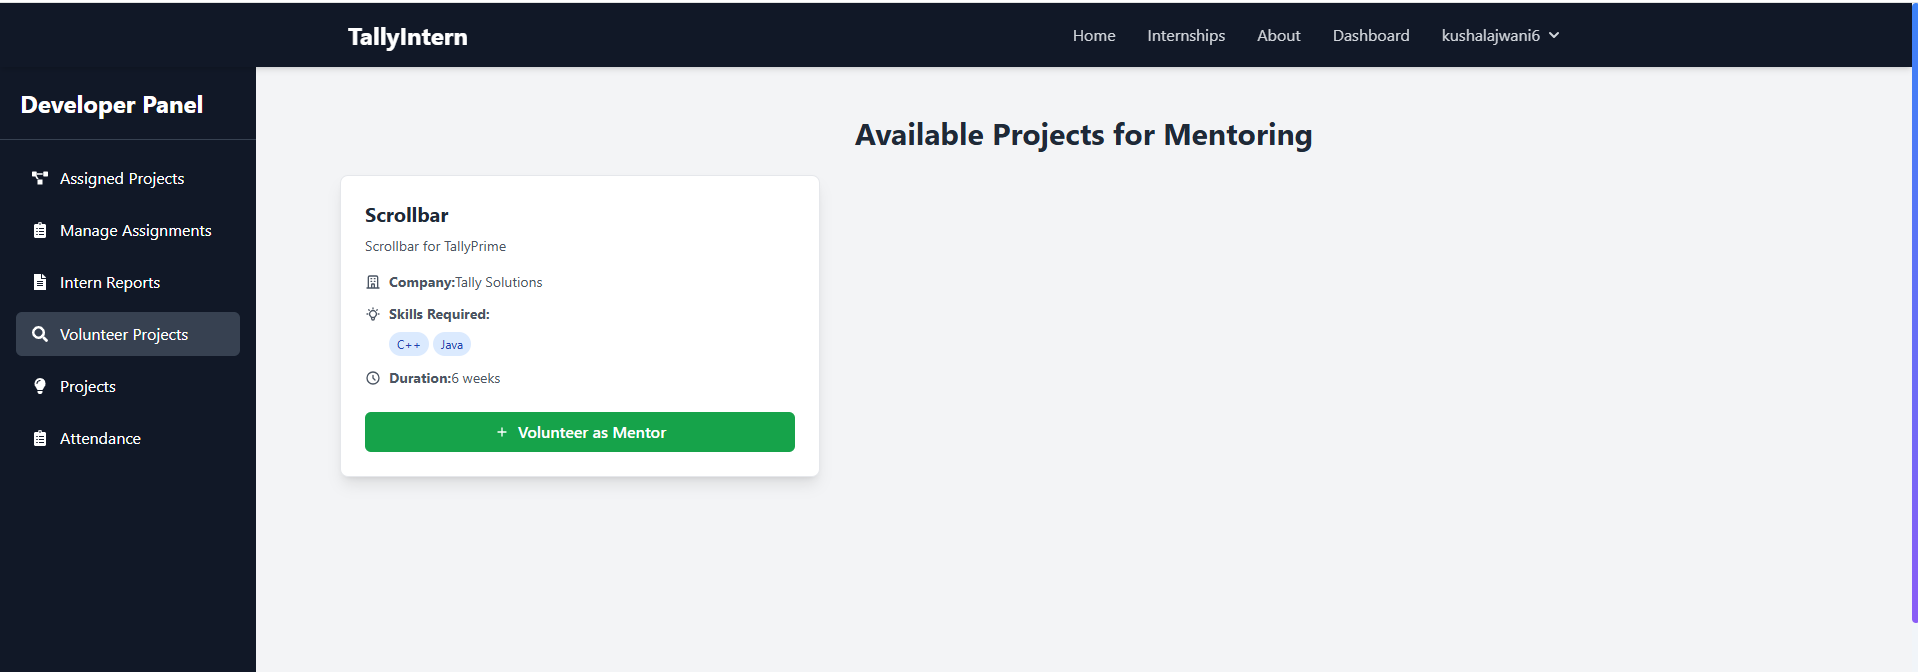 TallyIntern
Home Internships About Dashboard kushalajwani6
Developer Panel
Assigned Projects
Manage Assignments
Intern Reports
Volunteer Projects
Projects
Attendance
Available Projects for Mentoring
Scrollbar
Scrollbar for TallyPrime
Company:Tally Solutions
Skills Required:
C++ Java
Duration:6 weeks
+ Volunteer as Mentor